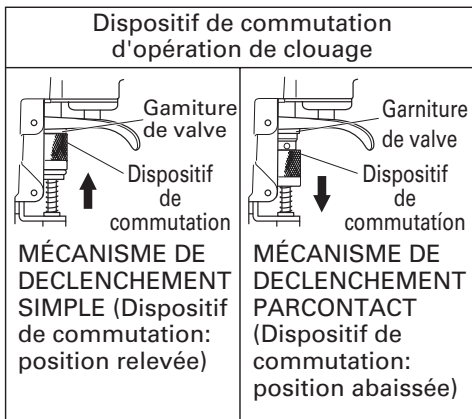 Dispositif de commutation
d'opération de clouage
Gamiture
de valve
Dispositif
de
commutation
MÉCANISME DE
DECLENCHEMENT
SIMPLE (Dispositif
de commutation:
position relevée)
Garniture
de valve
Dispositif
de
commutatíon
MÉCANISME DE
DECLENCHEMENT
PARCONTACT
(Dispositif de
commutation:
position abaissée)